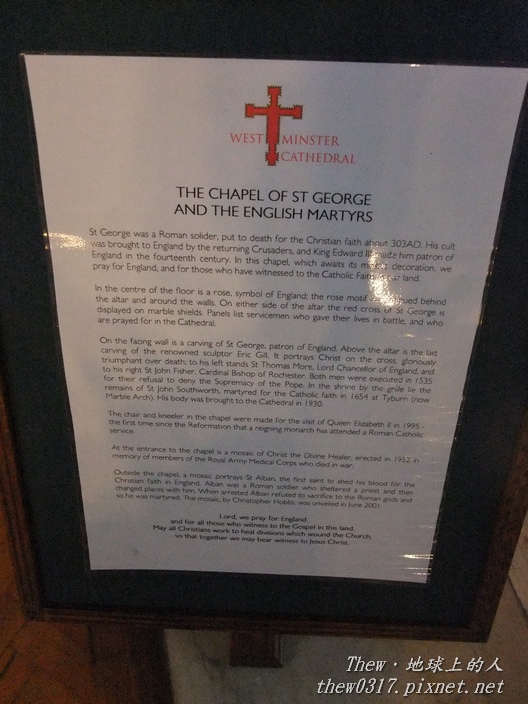 WESTMINSTER
CATHEDRAL
THE CHAPEL OF ST GEORGE
AND THE ENGLISH MARTYRS
St George was a Roman solider, put to death for the Christian faith about 303AD. His cult
was brought to England by the returning Crusaders, and King Edward III made him patron of
England in the fourteenth century. In this chapel, which awaits its mosaic decoration, we
pray for England, and for those who have witnessed to the Catholic Faith land.
In the centre of the floor is a rose, symbol of England; the rose motif is continued behind
the altar and around the walls. On either side of the altar the red cross of St George is
displayed on marble shields. Panels list servicemen who gave their lives in battle, and who
are prayed for in the Cathedral.
On the facing wall is a carving of St George, patron of England. Above the altar is the last
carving of the renowned sculptor Eric Gill. It portrays Christ on the cross, gloriously
triumphant over death; to his left stands St Thomas More, Lord Chancellor of England, and
to his right St John Fisher, Cardinal Bishop of Rochester. Both men were executed in 1535
for their refusal to deny the Supremacy of the Pope. In the shrine by the grille lie the
remains of St John Southworth, martyred for the Catholic faith in 1654 at Tyburn (now
Marble Arch). His body was brought to the Cathedral in 1930.
The chair and kneeler in the chapel were made for the visit of Queen Elizabeth II in 1995 -
the first time since the Reformation that a reigning monarch has attended a Roman Catholic
service.
At the entrance to the chapel is a mosaic of Christ the Divine Healer, erected in 1952 in
memory of members of the Royal Army Medical Corps who died in war.
Outside the chapel, a mosaic portrays St Alban, the first saint to shed his blood for the
Christian faith in England. Alban was a Roman soldier who sheltered a priest and then
changed places with him. When arrested Alban refused to sacrifice to the Roman gods and
so he was martyred. The mosaic, by Christopher Hobbs, was unveiled in June 2001.
Lord, we pray for England
and for all those who witness to the Gospel in this land.
May all Christians work to heal divisions which wound the Church,
so that together we may bear witness to Jesus Christ.
Thew·地球上的人
thew0317.pixnet.net